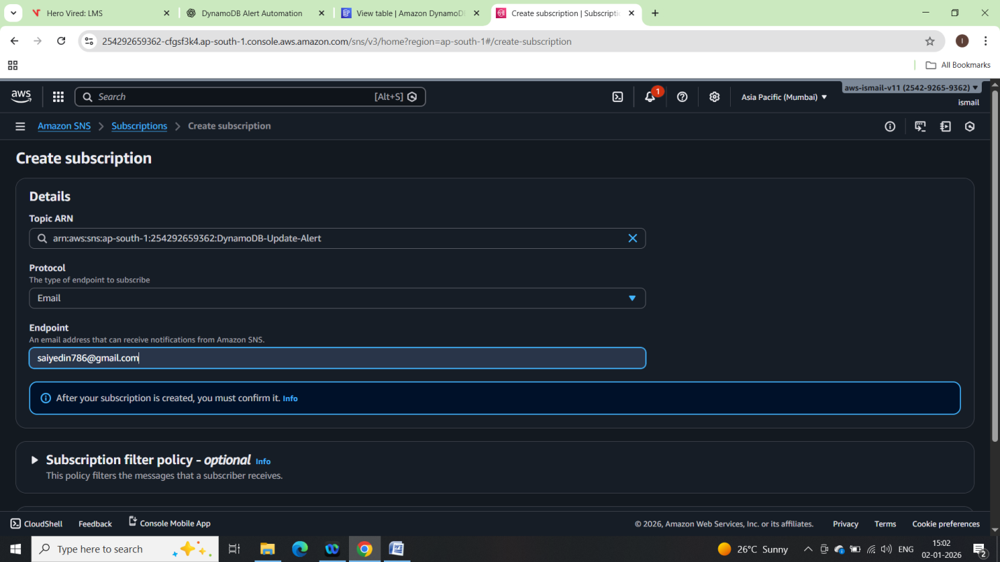 Hero Vired: LMS
DynamoDB Alert Automation
View table | Amazon DynamoDB
Create subscription | Subscripti
254292659362-cfgsf3k4.ap-south-1.console.aws.amazon.com/sns/v3/home?region=ap-south-1#/create-subscription
All Bookmarks
aws
Search
[Alt+S]
1
Asia Pacific (Mumbai)
aws-ismail-v11 (2542-9265-9362)
ismail
Amazon SNS
Subscriptions
Create subscription
Create subscription
Details
Topic ARN
arn:aws:sns:ap-south-1:254292659362:DynamoDB-Update-Alert
Protocol
The type of endpoint to subscribe
Email
Endpoint
An email address that can receive notifications from Amazon SNS.
saiyedin786@gmail.com
After your subscription is created, you must confirm it. Info
Subscription filter policy - optional Info
This policy filters the messages that a subscriber receives.
CloudShell
Feedback
Console Mobile App
© 2026, Amazon Web Services, Inc. or its affiliates.
Privacy
Terms
Cookie preferences
Type here to search
26°C Sunny
ENG
15:02
02-01-2026
2